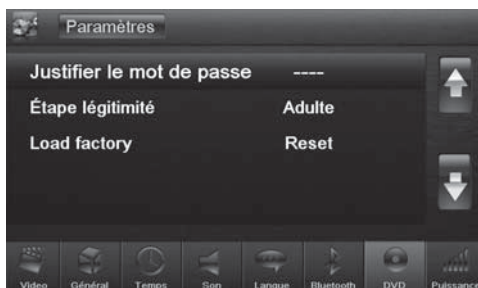 Paramètres
Justifier le mot de passe ----
Étape légitimité Adulte
Load factory Reset
Video Général Temps Son Langue Bluetooth DVD Puissance